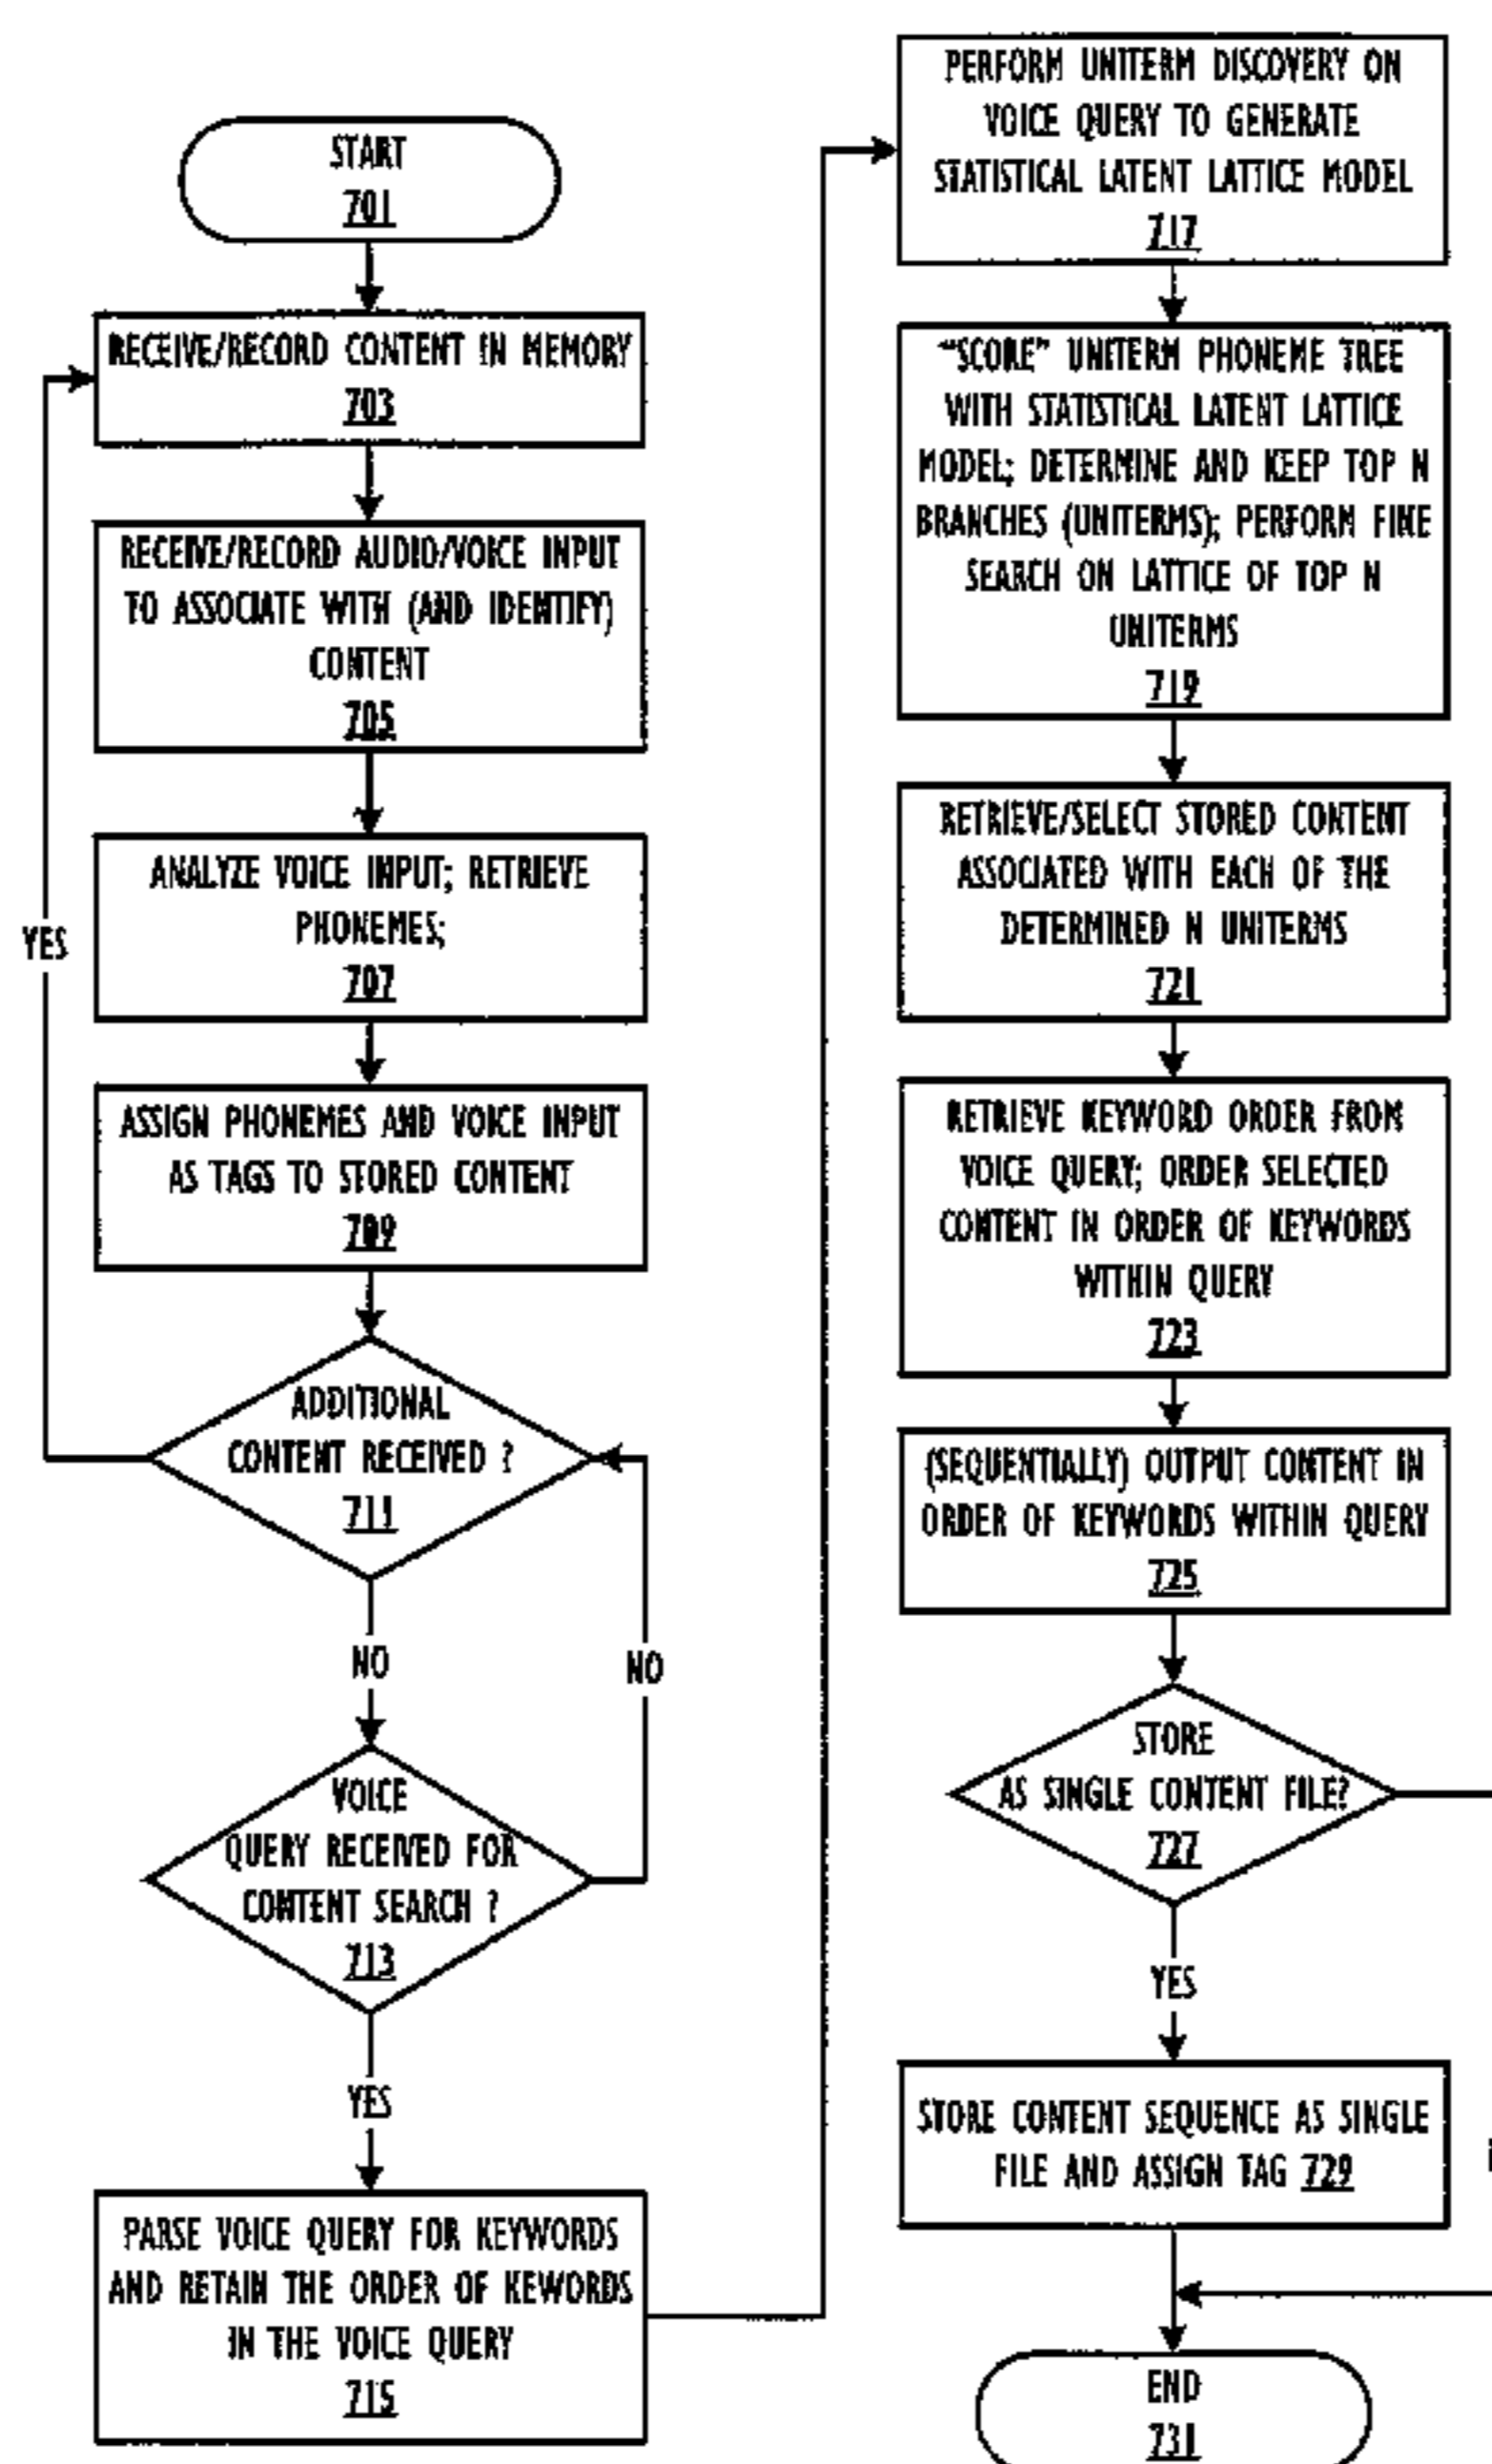 START
701
RECEIVE/RECORD CONTENT IN MEMORY
703
RECEIVE/RECORD AUDIO/VOICE INPUT
TO ASSOCIATE WITH (AND IDENTIFY)
CONTENT
705
ANALYZE VOICE INPUT; RETRIEVE
PHONEMES;
707
ASSIGN PHONEMES AND VOICE INPUT
AS TAGS TO STORED CONTENT
709
YES
ADDITIONAL
CONTENT RECEIVED ?
711
NO
NO
VOICE
QUERY RECEIVED FOR
CONTENT SEARCH ?
713
YES
PARSE VOICE QUERY FOR KEYWORDS
AND RETAIN THE ORDER OF KEWORDS
IN THE VOICE QUERY
715
PERFORM UNITERM DISCOVERY ON
VOICE QUERY TO GENERATE
STATISTICAL LATENT LATTICE MODEL
717
"SCORE" UNITERM PHONEME TREE
WITH STATISTICAL LATENT LATTICE
MODEL; DETERMINE AND KEEP TOP N
BRANCHES (UNITERMS); PERFORM FINE
SEARCH ON LATTICE OF TOP N
UNITERMS
719
RETRIEVE/SELECT STORED CONTENT
ASSOCIATED WITH EACH OF THE
DETERMINED N UNITERMS
721
RETRIEVE KEYWORD ORDER FROM
VOICE QUERY; ORDER SELECTED
CONTENT IN ORDER OF KEYWORDS
WITHIN QUERY
723
(SEQUENTIALLY) OUTPUT CONTENT IN
ORDER OF KEYWORDS WITHIN QUERY
725
STORE
AS SINGLE CONTENT FILE?
727
YES
STORE CONTENT SEQUENCE AS SINGLE
FILE AND ASSIGN TAG 729
END
731